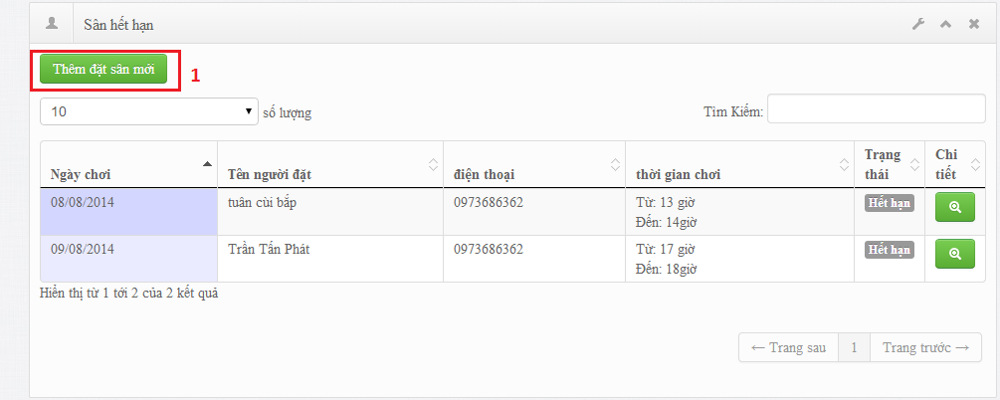 Sân hết hạn
Thêm đặt sân mới
1
10 số lượng
Tìm Kiếm:
Ngày chơi Tên người đặt điện thoại thời gian chơi Trạng thái Chi tiết
08/08/2014 tuân cùi bắp 0973686362 Từ: 13 giờ Hết hạn
Đến: 14giờ
09/08/2014 Trần Tấn Phát 0973686362 Từ: 17 giờ Hết hạn
Đến: 18giờ
Hiển thị từ 1 tới 2 của 2 kết quả
← Trang sau 1 Trang trước →